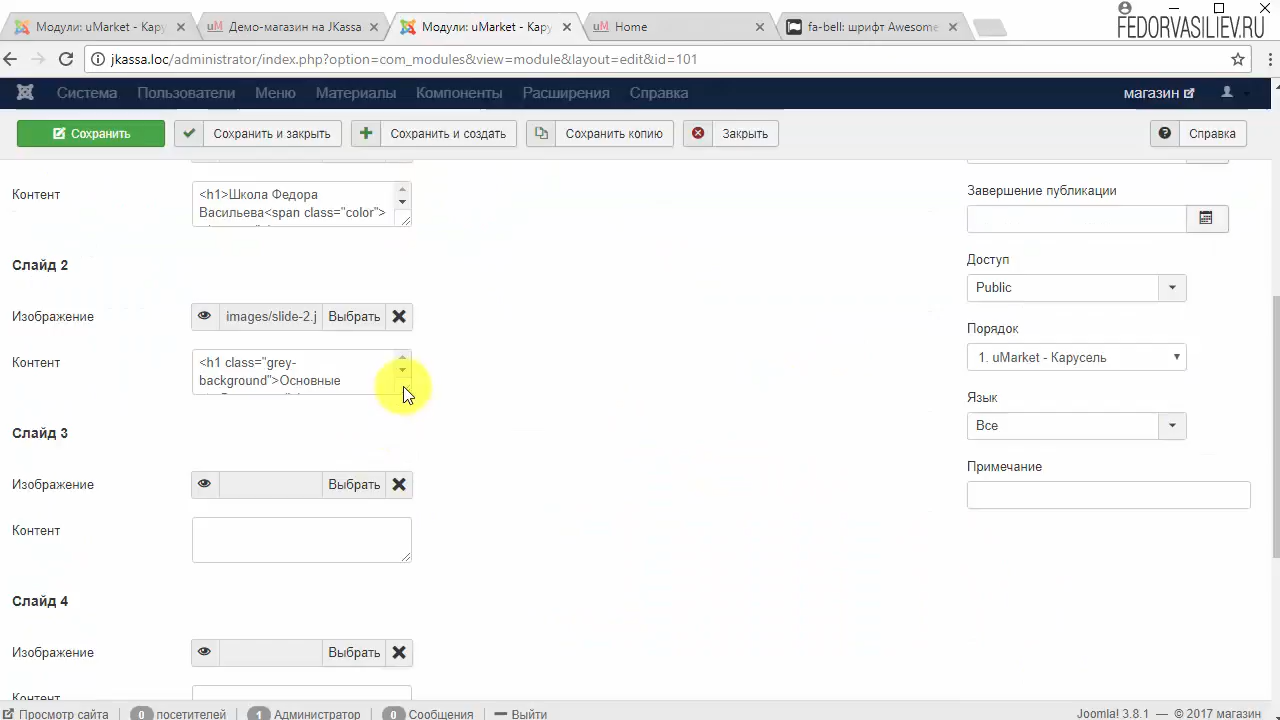 FEDORVASILIEV.RU
Модули: uMarket - Кару
Демо-магазин на JKassa
Модули: uMarket - Кару
Home
fa-bell: шрифт Awesome
jkassa.loc/administrator/index.php?option=com_modules&view=module&layout=edit&id=101
Система Пользователи Меню Материалы Компоненты Расширения Справка магазин
Сохранить Сохранить и закрыть Сохранить и создать Сохранить копию Закрыть Справка
Контент
<h1>Школа Федора
Васильева<span class="color">
Слайд 2
Изображение images/slide-2.j Выбрать
Контент
<h1 class="grey-
background">Основные
Слайд 3
Изображение Выбрать
Контент
Слайд 4
Изображение Выбрать
Контент
Завершение публикации
Доступ
Public
Порядок
1. uMarket - Карусель
Язык
Все
Примечание
Просмотр сайта 0 посетителей 1 Администратор 0 Сообщения Выйти Joomla! 3.8.1 — © 2017 магазин